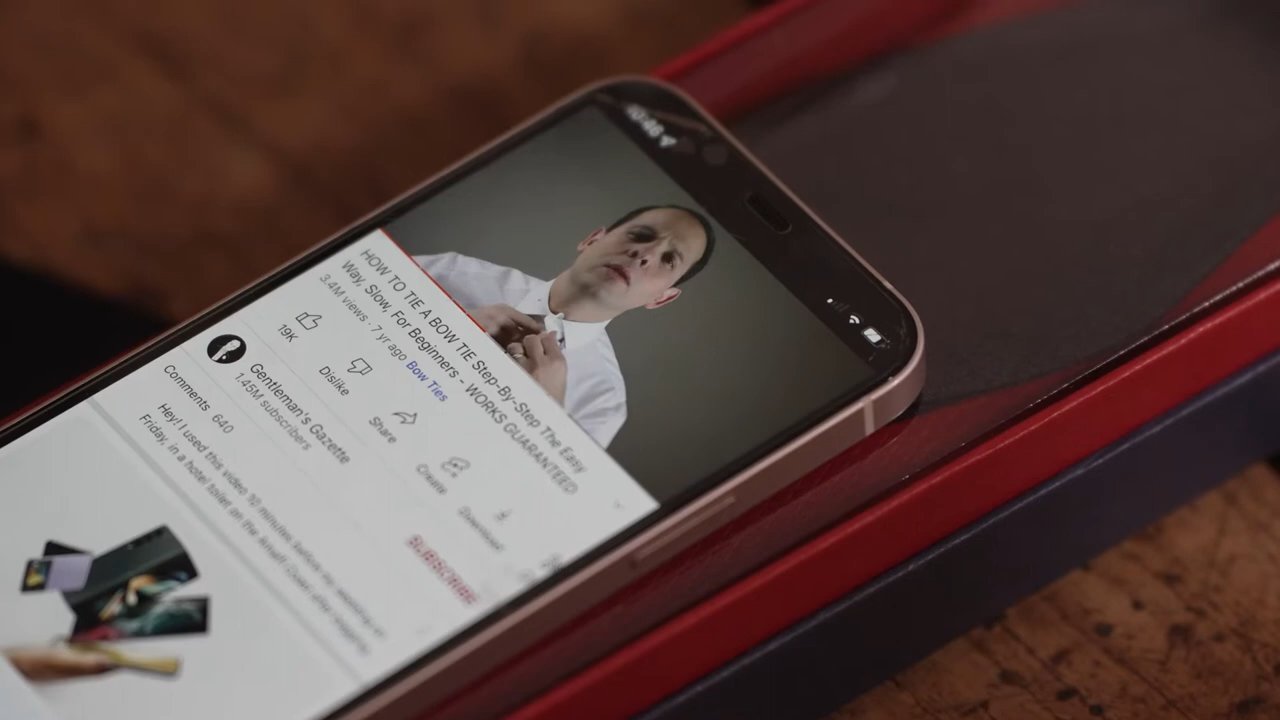 10:46
HOW TO TIE A BOW TIE Step-By-Step The Easy
Way, Slow, For Beginners - WORKS GUARANTEED
3.4M views · 7 yr ago Bow Ties
19K
Dislike
Share
Create
Download
Gentleman's Gazette
1.45M subscribers
SUBSCRIBE
Comments 640
Hey! I used this video 10 minutes before my wedding on
Friday, in a hotel toilet on the Amalfi Coast after